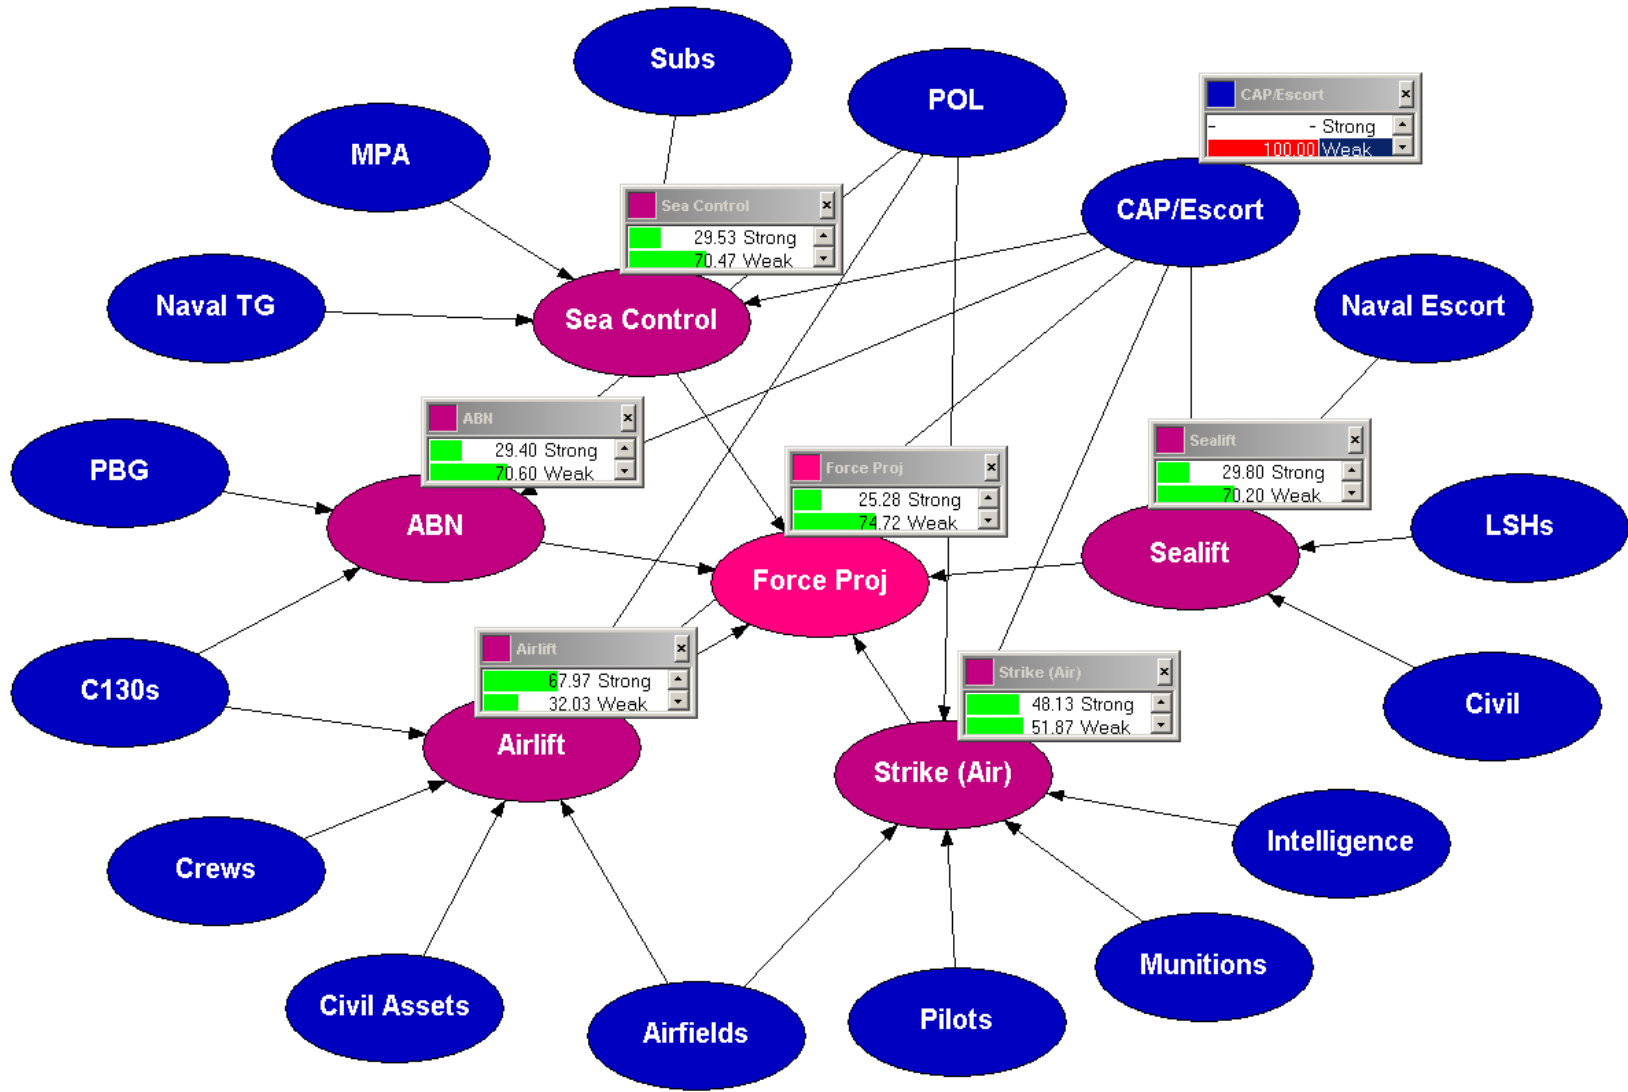 Subs
POL
CAP/Escort
- - Strong
100.00 Weak
MPA
CAP/Escort
Sea Control
29.53 Strong
70.47 Weak
Naval TG
Sea Control
Naval Escort
ABN
29.40 Strong
70.60 Weak
Sealift
29.80 Strong
70.20 Weak
PBG
Force Proj
25.28 Strong
74.72 Weak
ABN
LSHs
Sealift
Force Proj
Airlift
67.97 Strong
32.03 Weak
Strike (Air)
48.13 Strong
51.87 Weak
C130s
Civil
Airlift
Strike (Air)
Intelligence
Crews
Munitions
Civil Assets
Airfields
Pilots